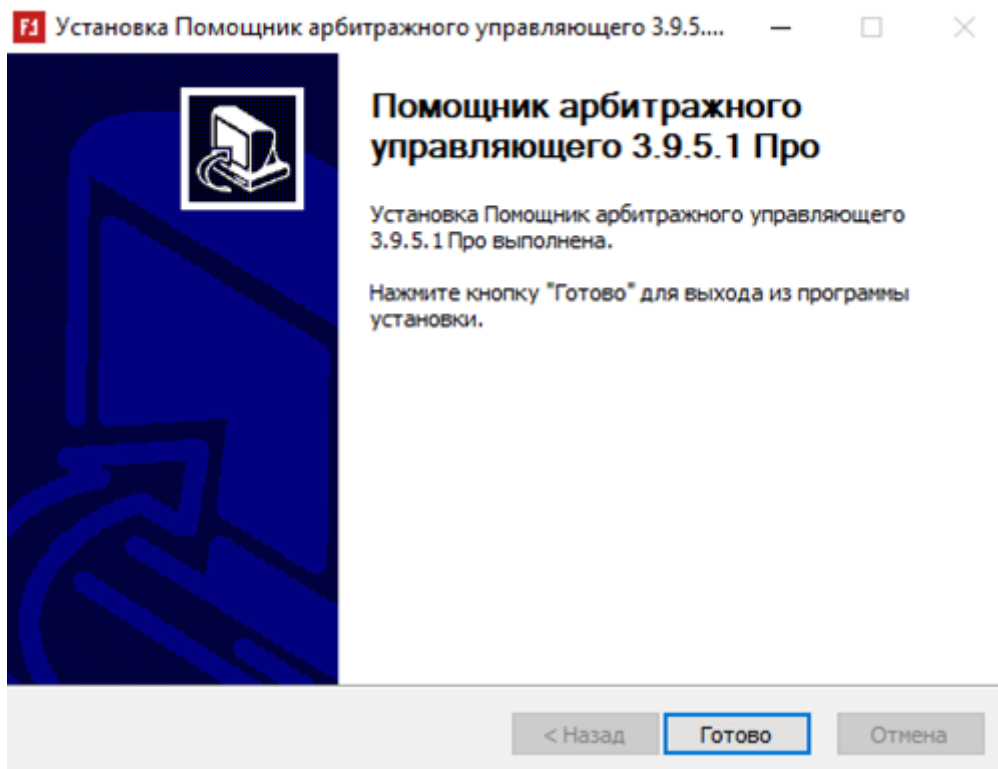 Установка Помощник арбитражного управляющего 3.9.5....
Помощник арбитражного
управляющего 3.9.5.1 Про
Установка Помощник арбитражного управляющего
3.9.5.1 Про выполнена.
Нажмите кнопку "Готово" для выхода из программы
установки.
< Назад
Готово
Отмена